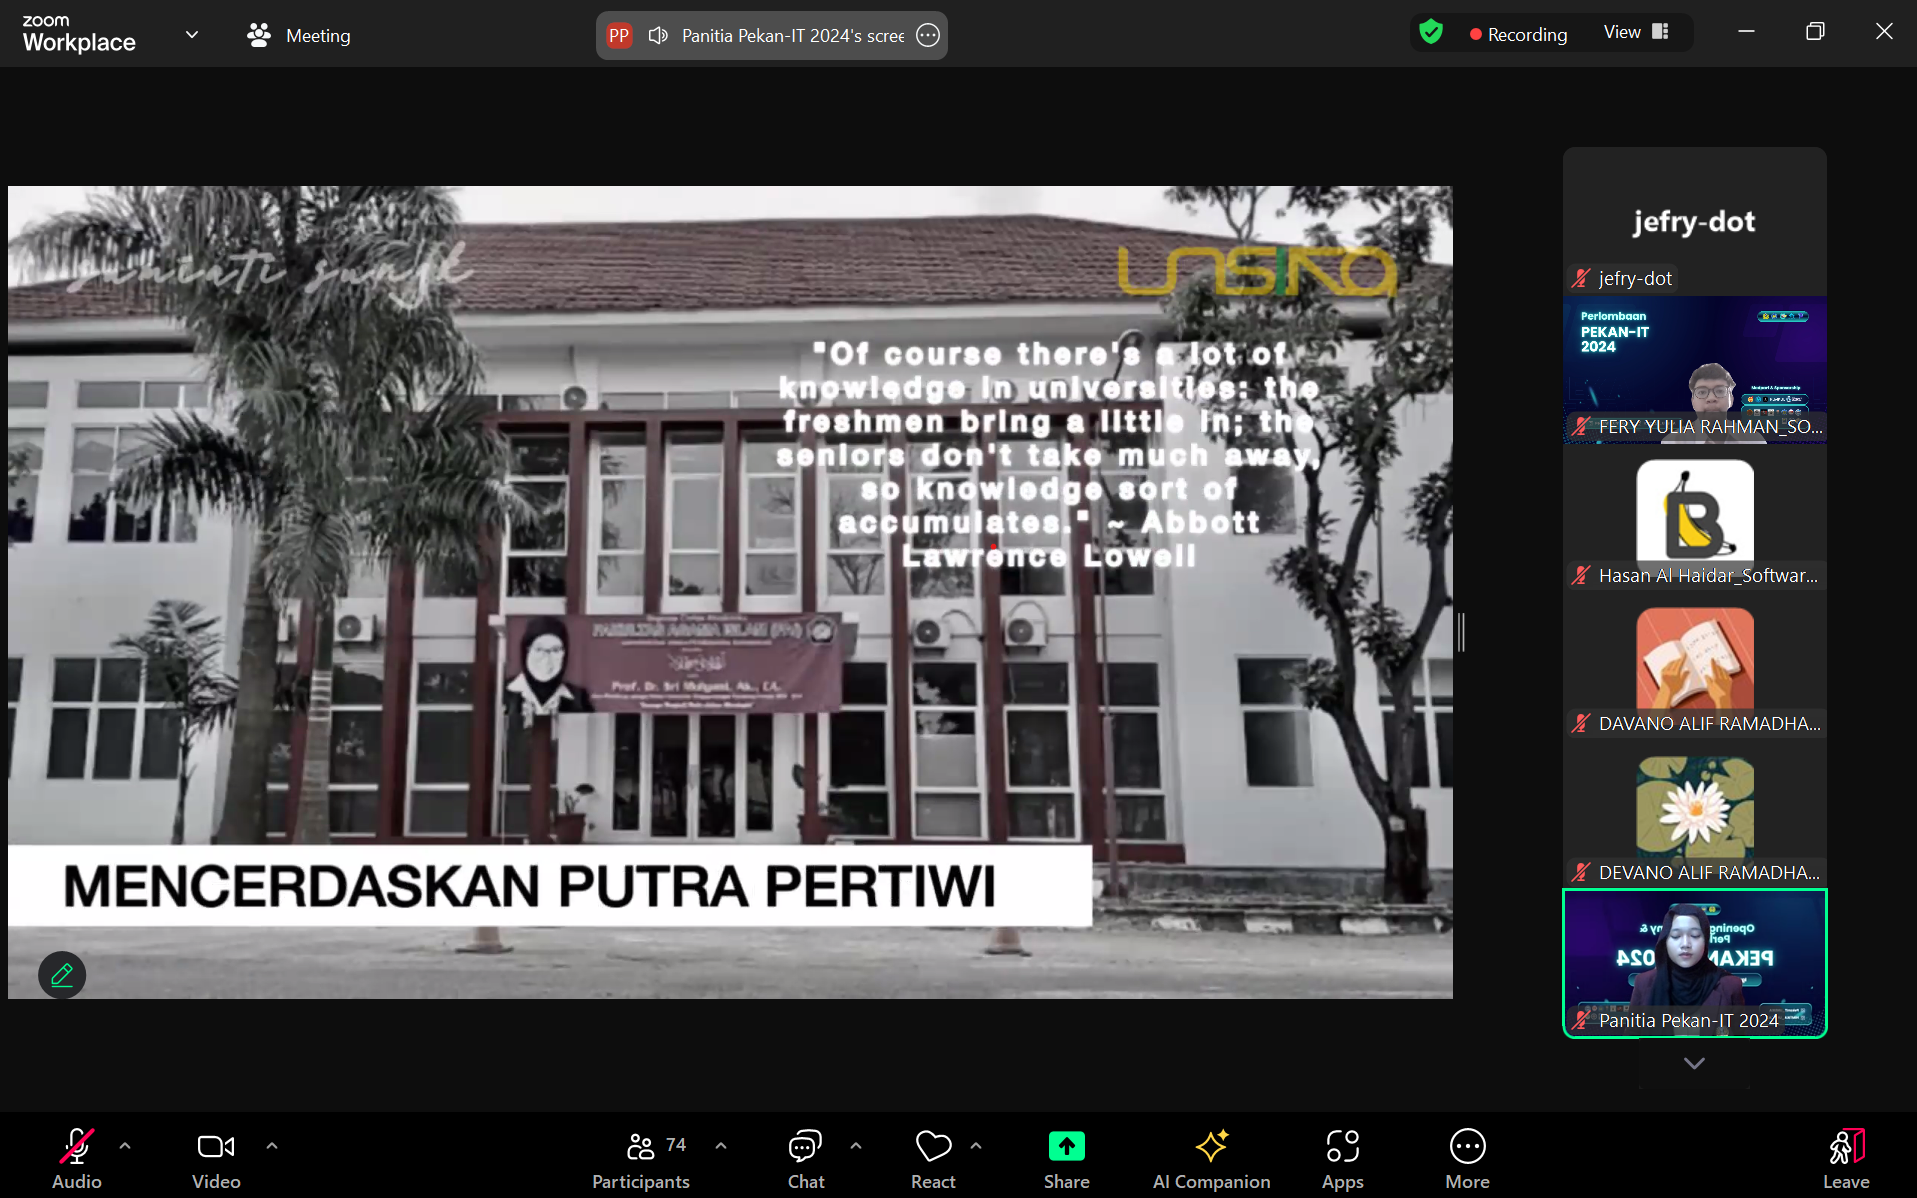 zoom
Workplace
Meeting
PP
Panitia Pekan-IT 2024's scree
Recording
View
UNSIKA
"Of course there's a lot of
knowledge in universities: the
freshmen bring a little in; the
seniors don't take much away,
so knowledge sort of
accumulates." ~ Abbott
Lawrence Lowell
FAKULTAS AGAMA ISLAM (FAI)
Prof. Dr. Sri Mulyani, Ak., CA.
MENCERDASKAN PUTRA PERTIWI
jefry-dot
jefry-dot
Perlombaan
PEKAN-IT
2024
FERY YULIA RAHMAN_SO...
B
Hasan Al Haidar_Softwar...
DAVANO ALIF RAMADHA...
DEVANO ALIF RAMADHA...
Panitia Pekan-IT 2024
Audio
Video
74
Participants
Chat
React
Share
AI Companion
Apps
More
Leave